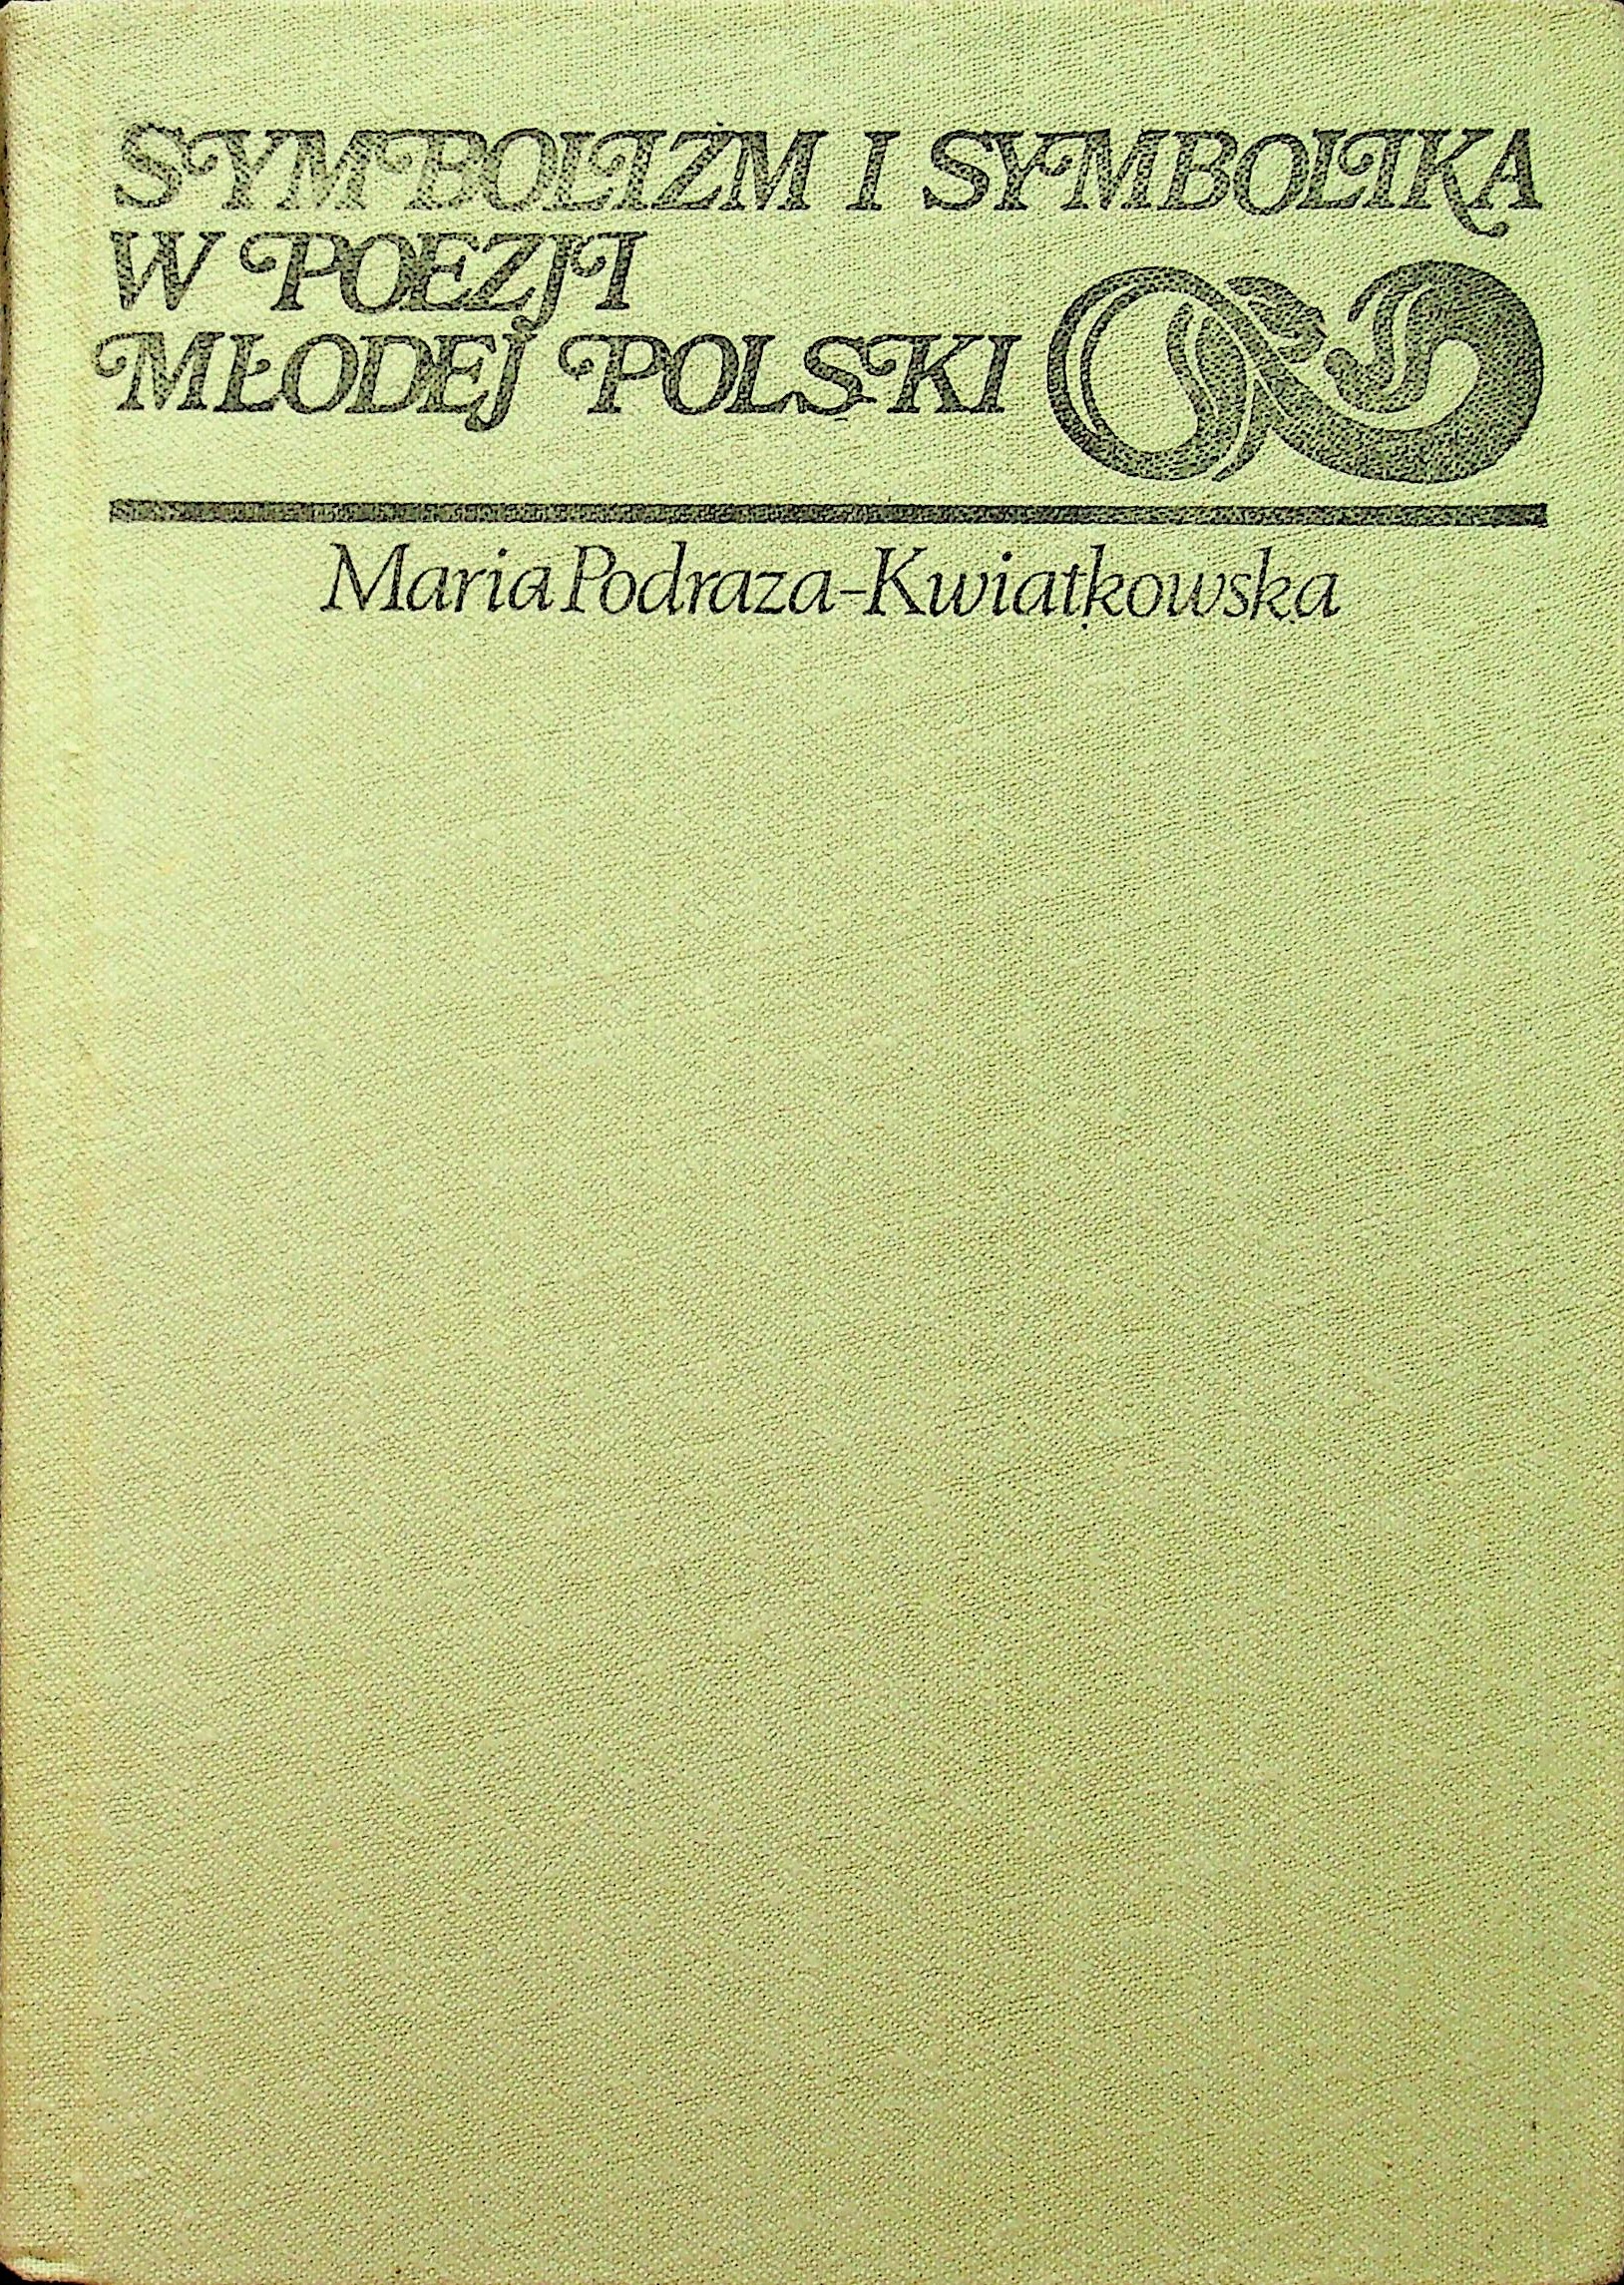 SYMBOLIZM I SYMBOLIKA
W POEZJI
MŁODEJ POLSKI
Maria Podraza-Kwiatkowska